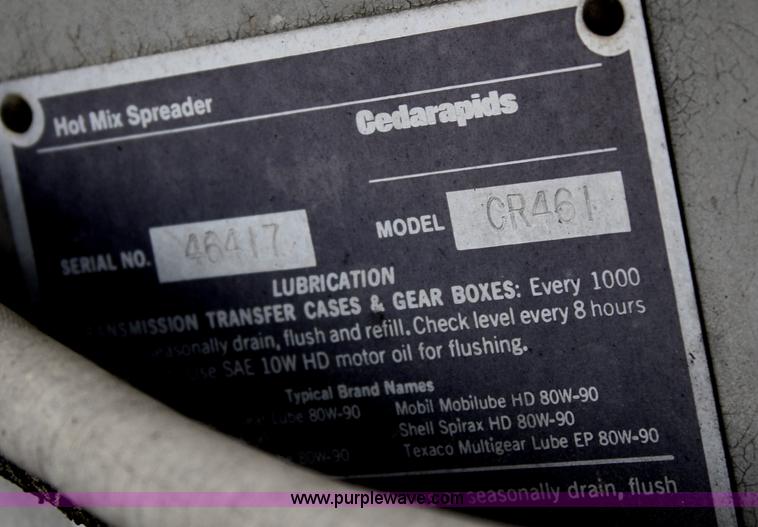 Hot Mix Spreader
Cedarapids
SERIAL NO. 46417 MODEL CR461
LUBRICATION
TRANSMISSION TRANSFER CASES & GEAR BOXES: Every 1000
seasonally drain, flush and refill. Check level every 8 hours
Use SAE 10W HD motor oil for flushing.
Typical Brand Names
Lube 80W-90 Mobil Mobilube HD 80W-90
Shell Spirax HD 80W-90
80W-90 Texaco Multigear Lube EP 80W-90
seasonally drain, flush
www.purplewave.com